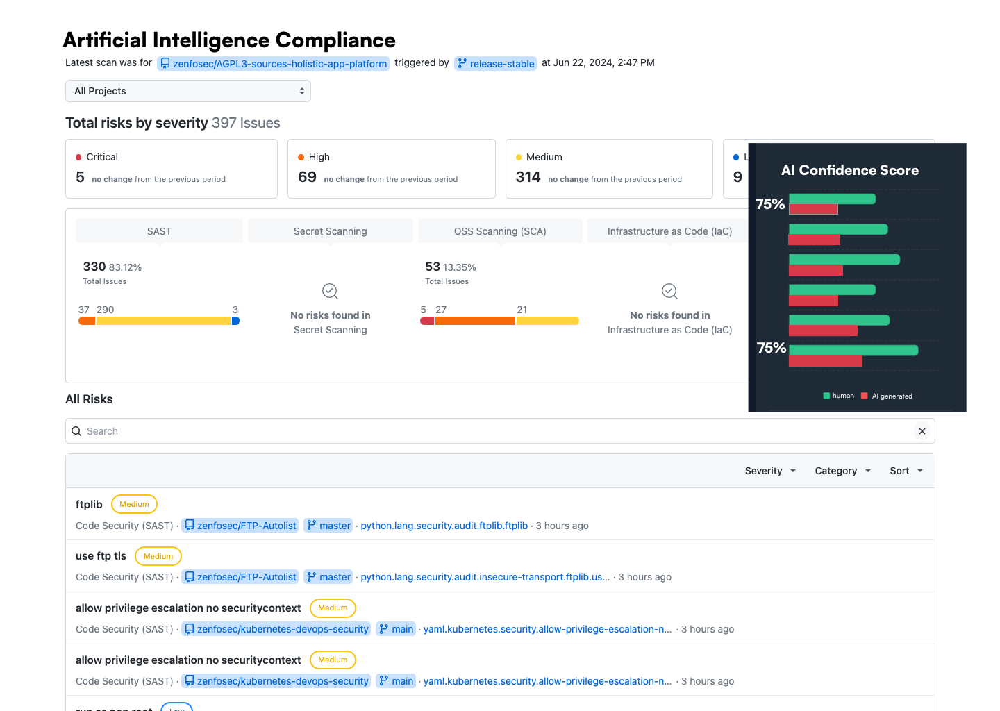 Artificial Intelligence Compliance
Latest scan was for zenfosec/AGPL3-sources-holistic-app-platform triggered by release-stable at Jun 22, 2024, 2:47 PM
All Projects
Total risks by severity 397 Issues
Critical
5 no change from the previous period
High
69 no change from the previous period
Medium
314 no change from the previous period
L
9
SAST
330 83.12%
Total Issues
37 290 3
Secret Scanning
No risks found in
Secret Scanning
OSS Scanning (SCA)
53 13.35%
Total Issues
5 27 21
Infrastructure as Code (IaC)
No risks found in
Infrastructure as Code (IaC)
AI Confidence Score
75%
75%
human AI generated
All Risks
Search
Severity Category Sort
ftplib Medium
Code Security (SAST) · zenfosec/FTP-Autolist master · python.lang.security.audit.ftplib.ftplib · 3 hours ago
use ftp tls Medium
Code Security (SAST) · zenfosec/FTP-Autolist master · python.lang.security.audit.insecure-transport.ftplib.us... · 3 hours ago
allow privilege escalation no securitycontext Medium
Code Security (SAST) · zenfosec/kubernetes-devops-security main · yaml.kubernetes.security.allow-privilege-escalation-n... · 3 hours ago
allow privilege escalation no securitycontext Medium
Code Security (SAST) · zenfosec/kubernetes-devops-security main · yaml.kubernetes.security.allow-privilege-escalation-n... · 3 hours ago